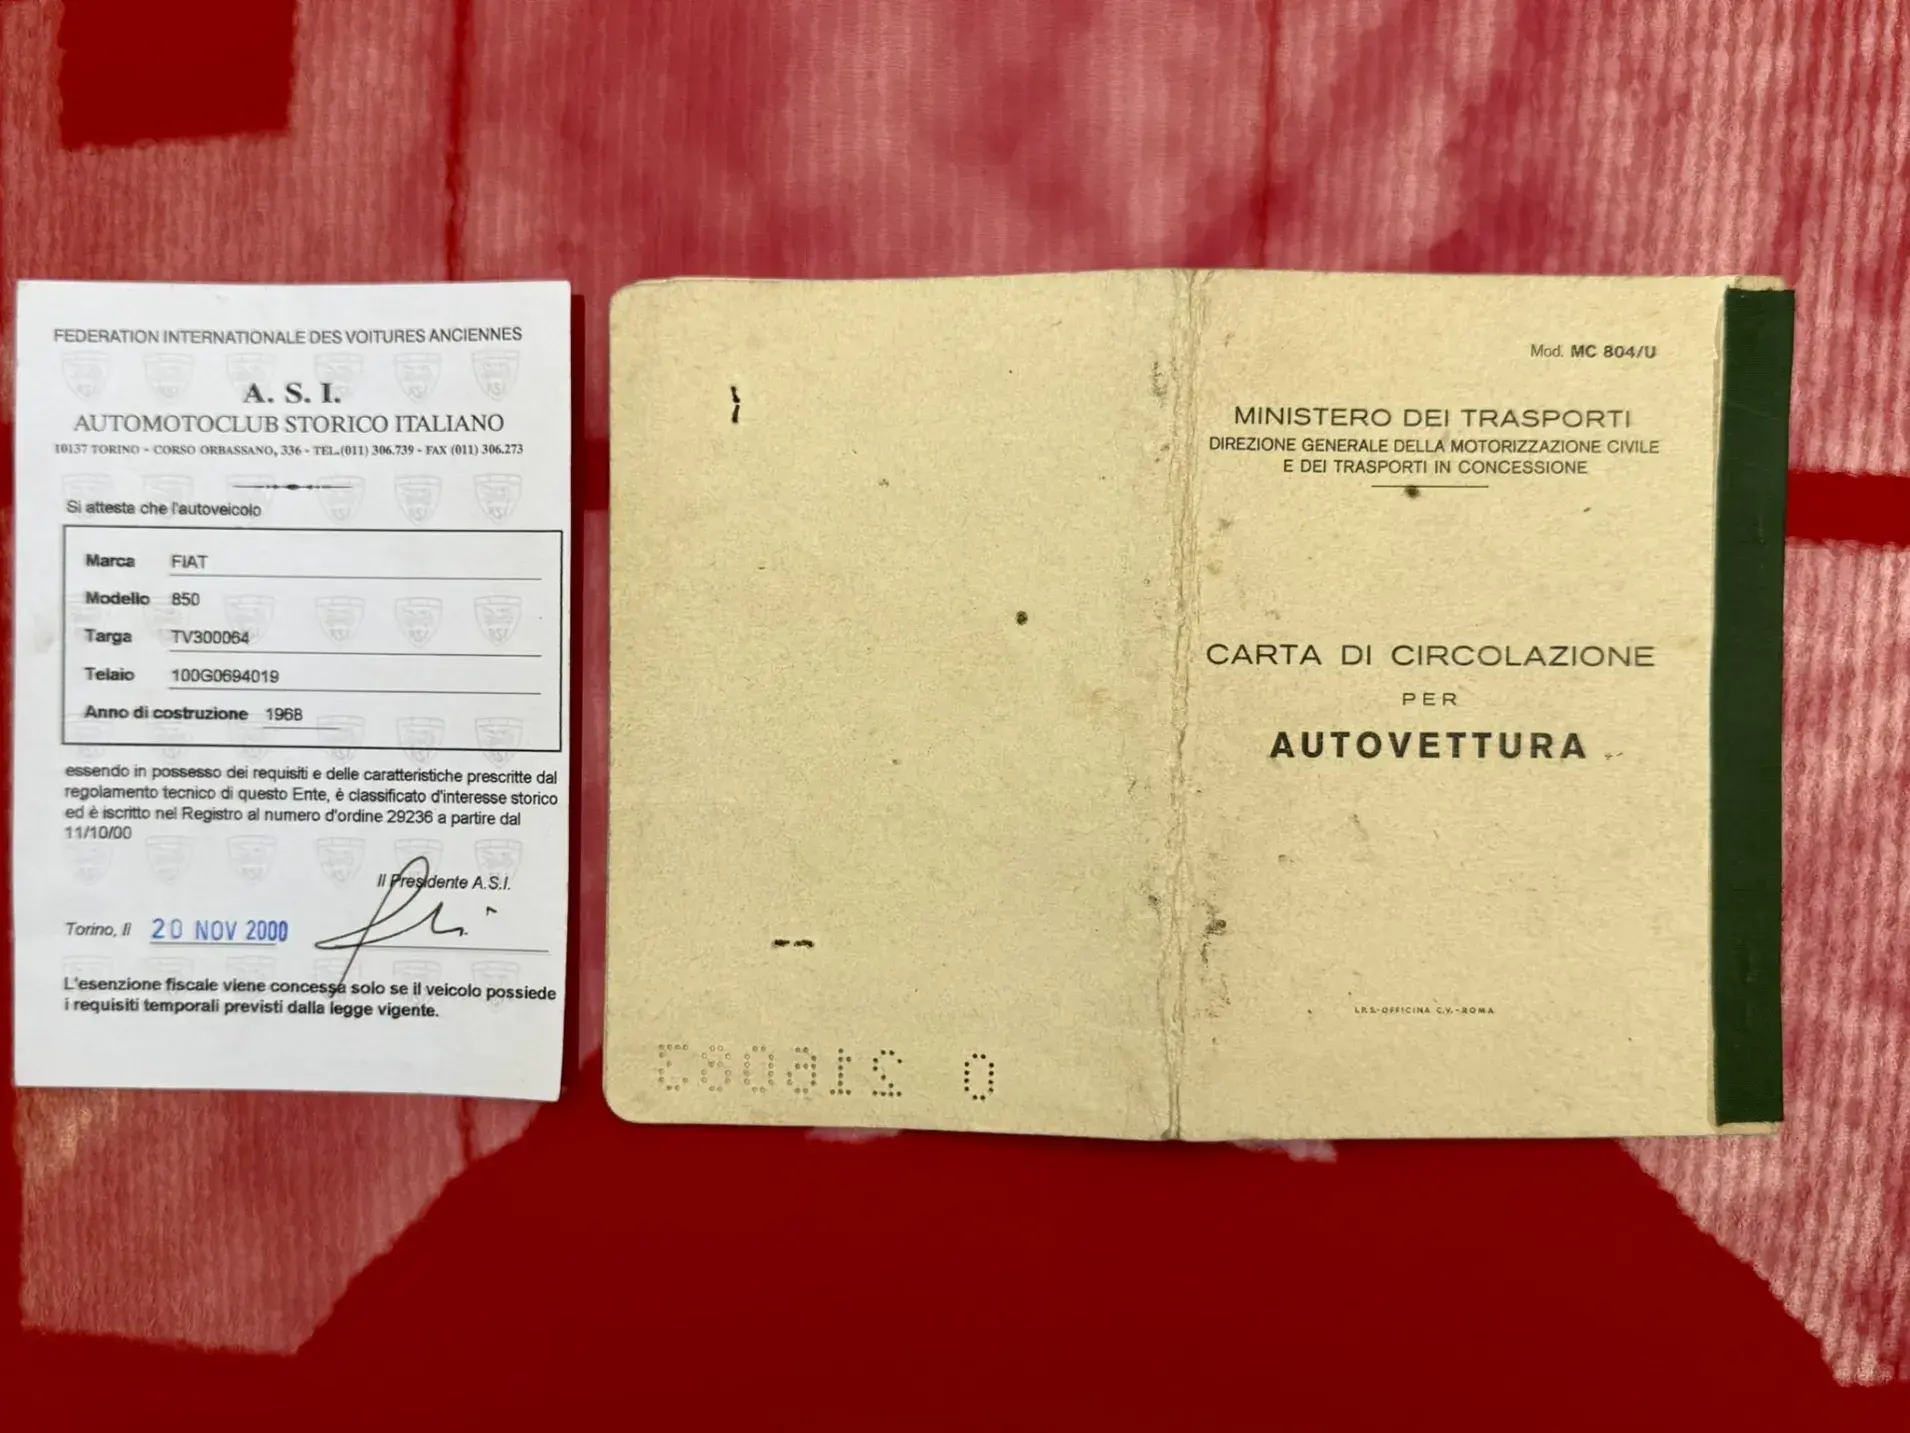 FEDERATION INTERNATIONALE DES VOITURES ANCIENNES
A. S. I.
AUTOMOTOCLUB STORICO ITALIANO
10137 TORINO - CORSO ORBASSANO, 336 - TEL.(011) 306.739 - FAX (011) 306.273
Si attesta che l'autoveicolo
Marca FIAT
Modello 850
Targa TV300064
Telaio 100G0694019
Anno di costruzione 1968
essendo in possesso dei requisiti e delle caratteristiche prescritte dal
regolamento tecnico di questo Ente, è classificato d'interesse storico
ed è iscritto nel Registro al numero d'ordine 29236 a partire dal
11/10/00
Il Presidente A.S.I.
Torino, lì 20 NOV 2000
L'esenzione fiscale viene concessa solo se il veicolo possiede
i requisiti temporali previsti dalla legge vigente.
Mod. MC 804/U
MINISTERO DEI TRASPORTI
DIREZIONE GENERALE DELLA MOTORIZZAZIONE CIVILE
E DEI TRASPORTI IN CONCESSIONE
CARTA DI CIRCOLAZIONE
PER
AUTOVETTURA
I.P.S.-OFFICINA C.V.-ROMA